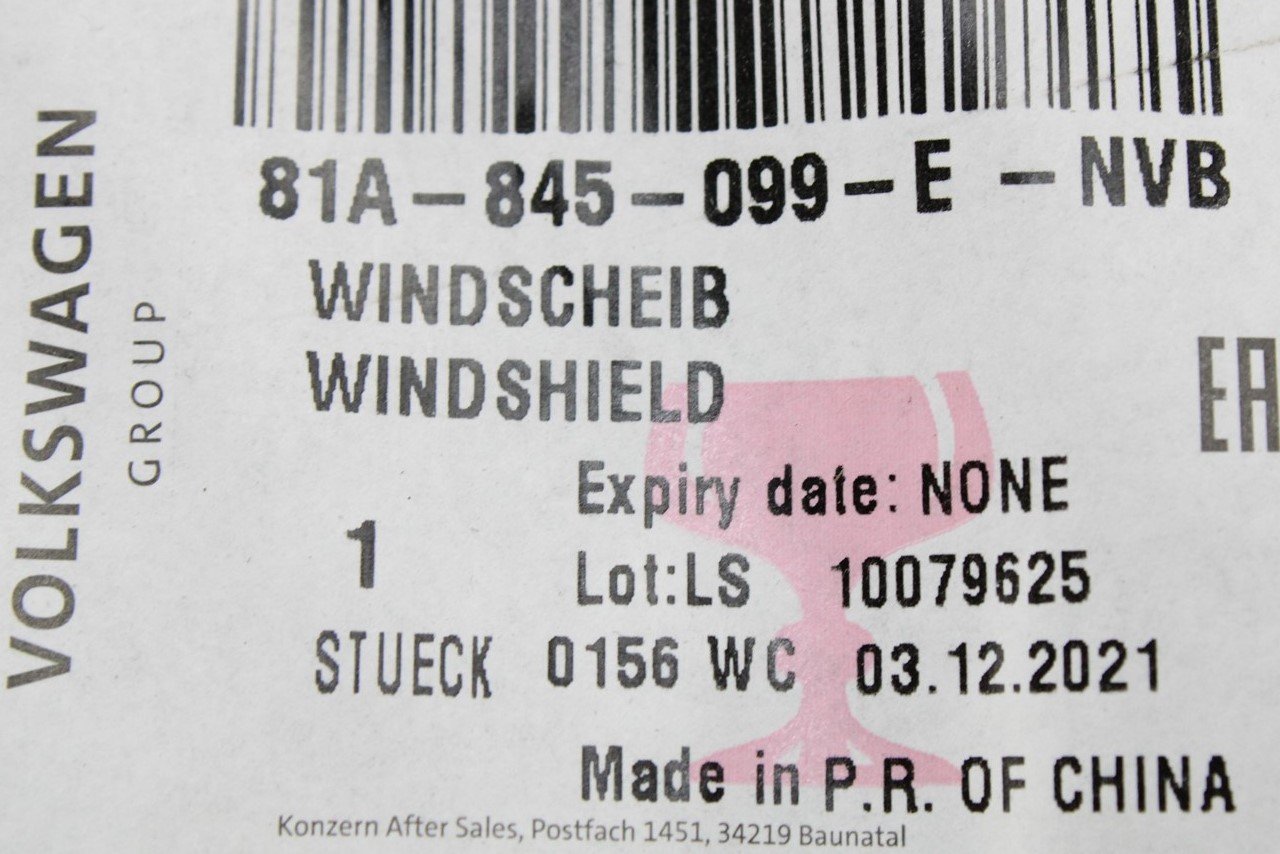 VOLKSWAGEN
GROUP
81A-845-099-E -NVB
WINDSCHEIB
WINDSHIELD
Expiry date: NONE
1
Lot:LS 10079625
STUECK 0156 WC 03.12.2021
Made in P.R. OF CHINA
Konzern After Sales, Postfach 1451, 34219 Baunatal